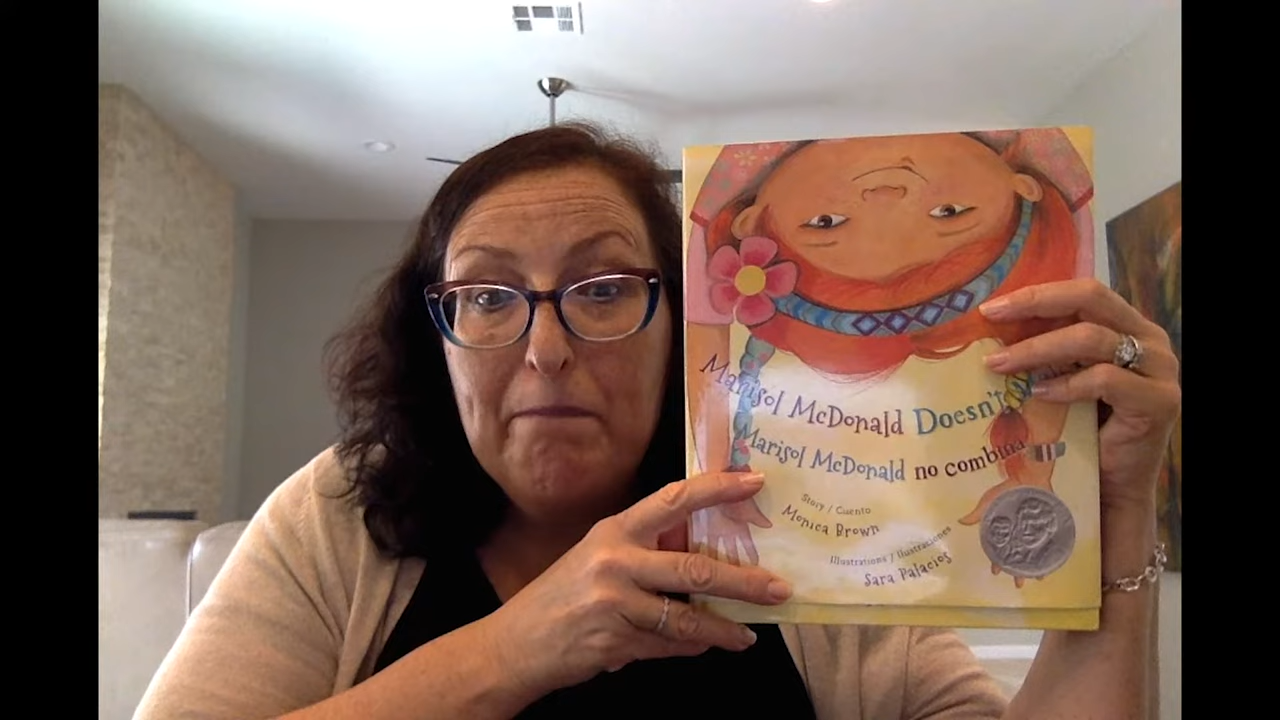 Marisol McDonald Doesn't
Marisol McDonald no combina
Story / Cuento
Monica Brown
Illustrations / Ilustraciones
Sara Palacios